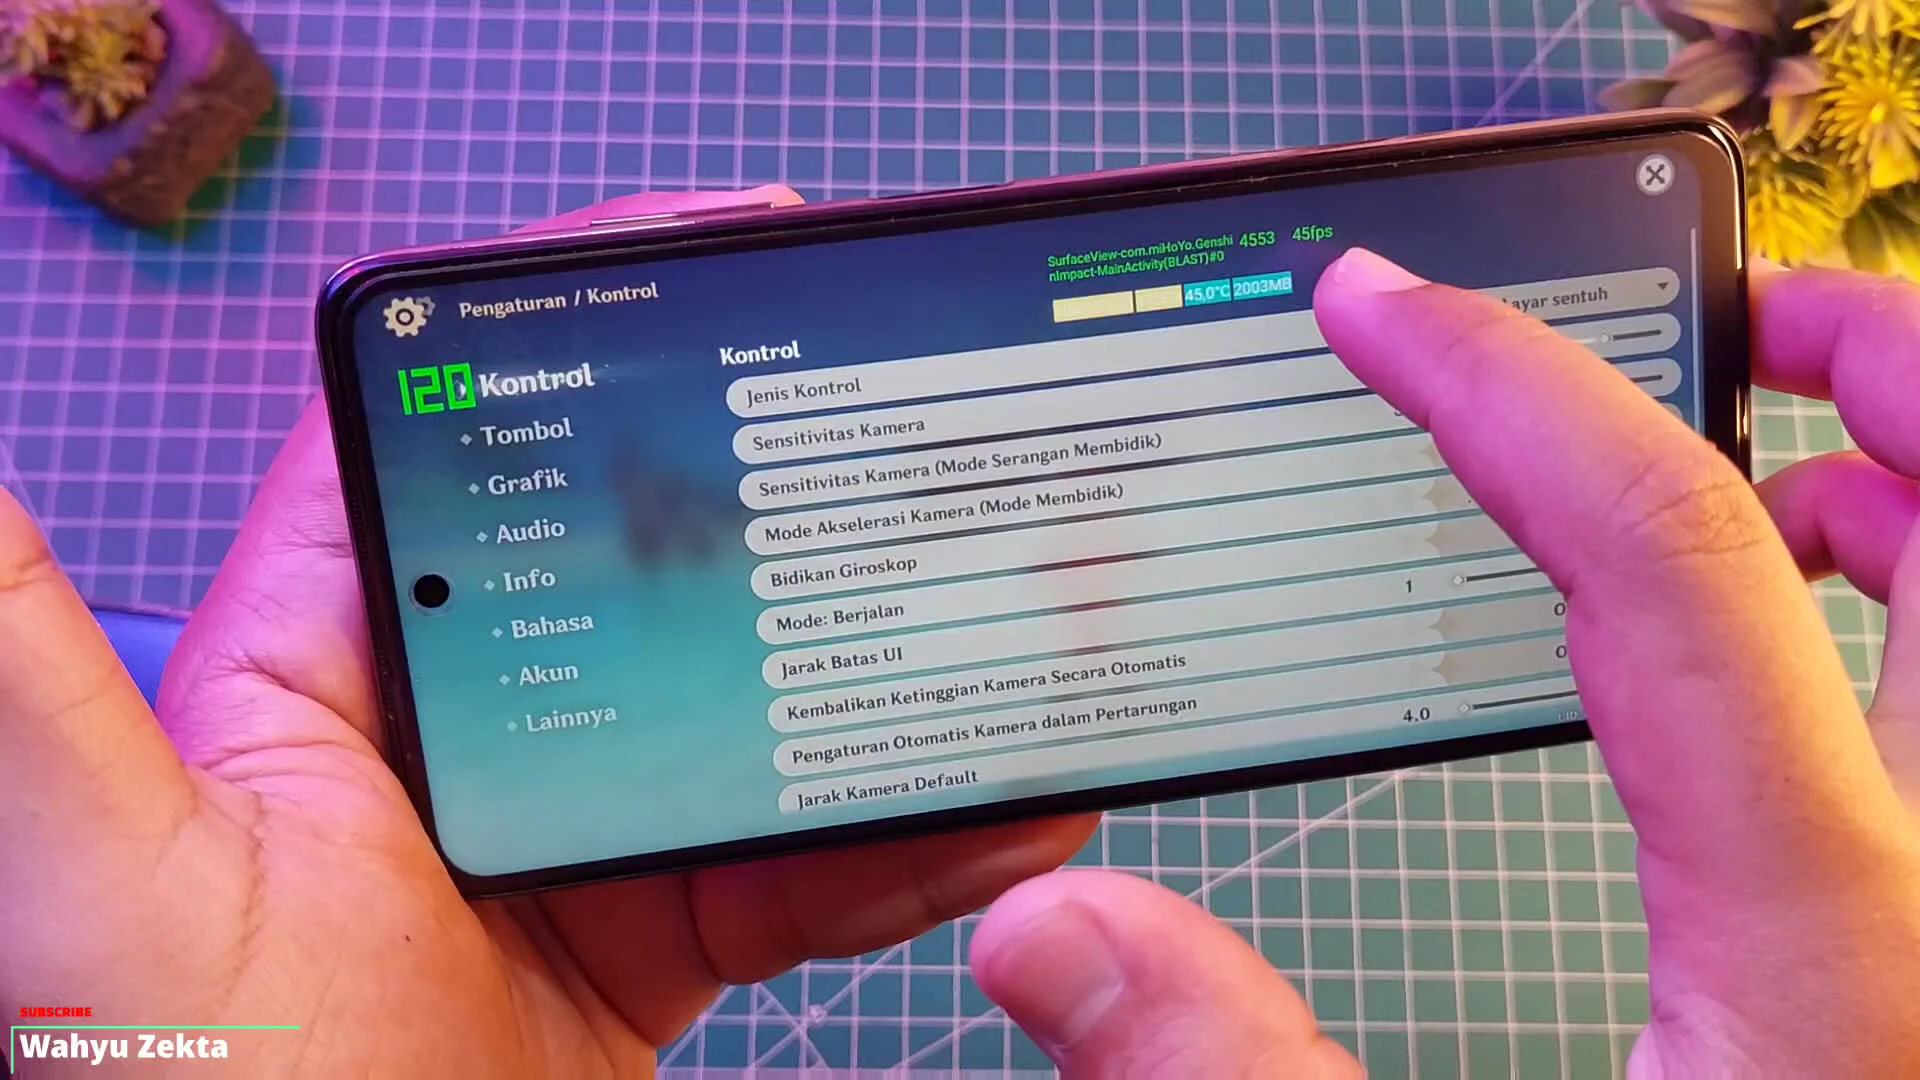 SurfaceView-com.miHoYo.Genshi 4553 45fps
nImpact-MainActivity(BLAST)#0
45,0°C 2003MB
Pengaturan / Kontrol
120
Kontrol
Tombol
Grafik
Audio
Info
Bahasa
Akun
Lainnya
Kontrol
Jenis Kontrol
ayar sentuh
Sensitivitas Kamera
Sensitivitas Kamera (Mode Serangan Membidik)
Mode Akselerasi Kamera (Mode Membidik)
Bidikan Giroskop
Mode: Berjalan
Jarak Batas UI 1
Kembalikan Ketinggian Kamera Secara Otomatis
Pengaturan Otomatis Kamera dalam Pertarungan
Jarak Kamera Default 4.0
SUBSCRIBE
Wahyu Zekta